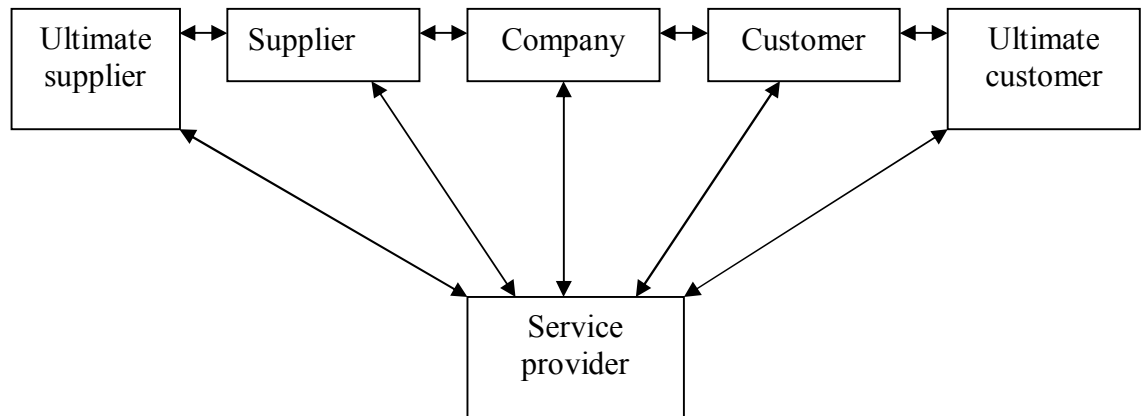 Ultimate
supplier
Supplier
Company
Customer
Ultimate
customer
Service
provider